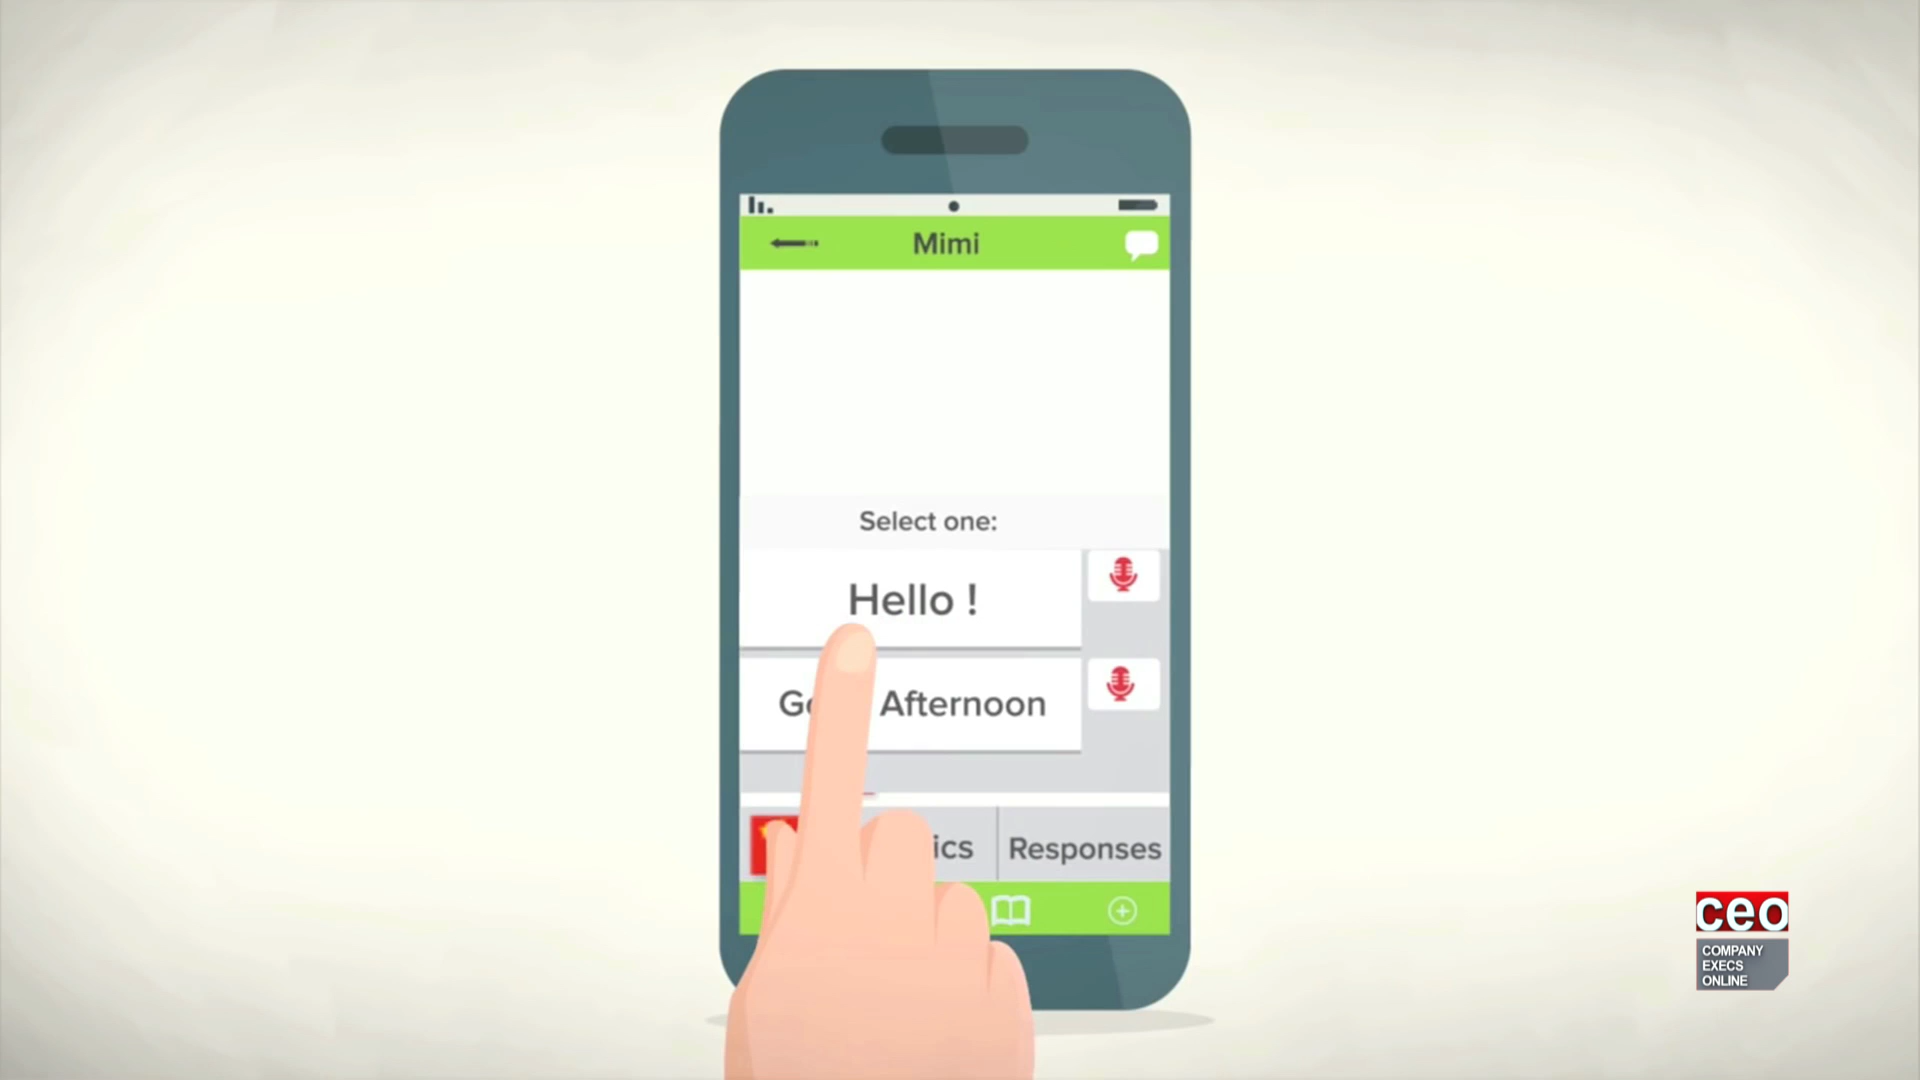 Mimi
Select one:
Hello !
Afternoon
Responses
ceo
COMPANY
EXECS
ONLINE